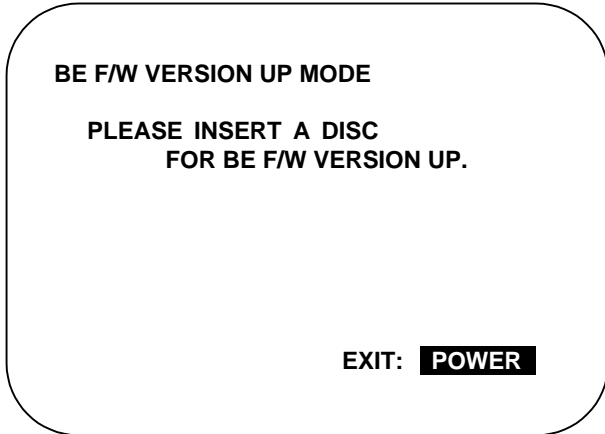 BE F/W VERSION UP MODE
PLEASE INSERT A DISC
FOR BE F/W VERSION UP.
EXIT: POWER